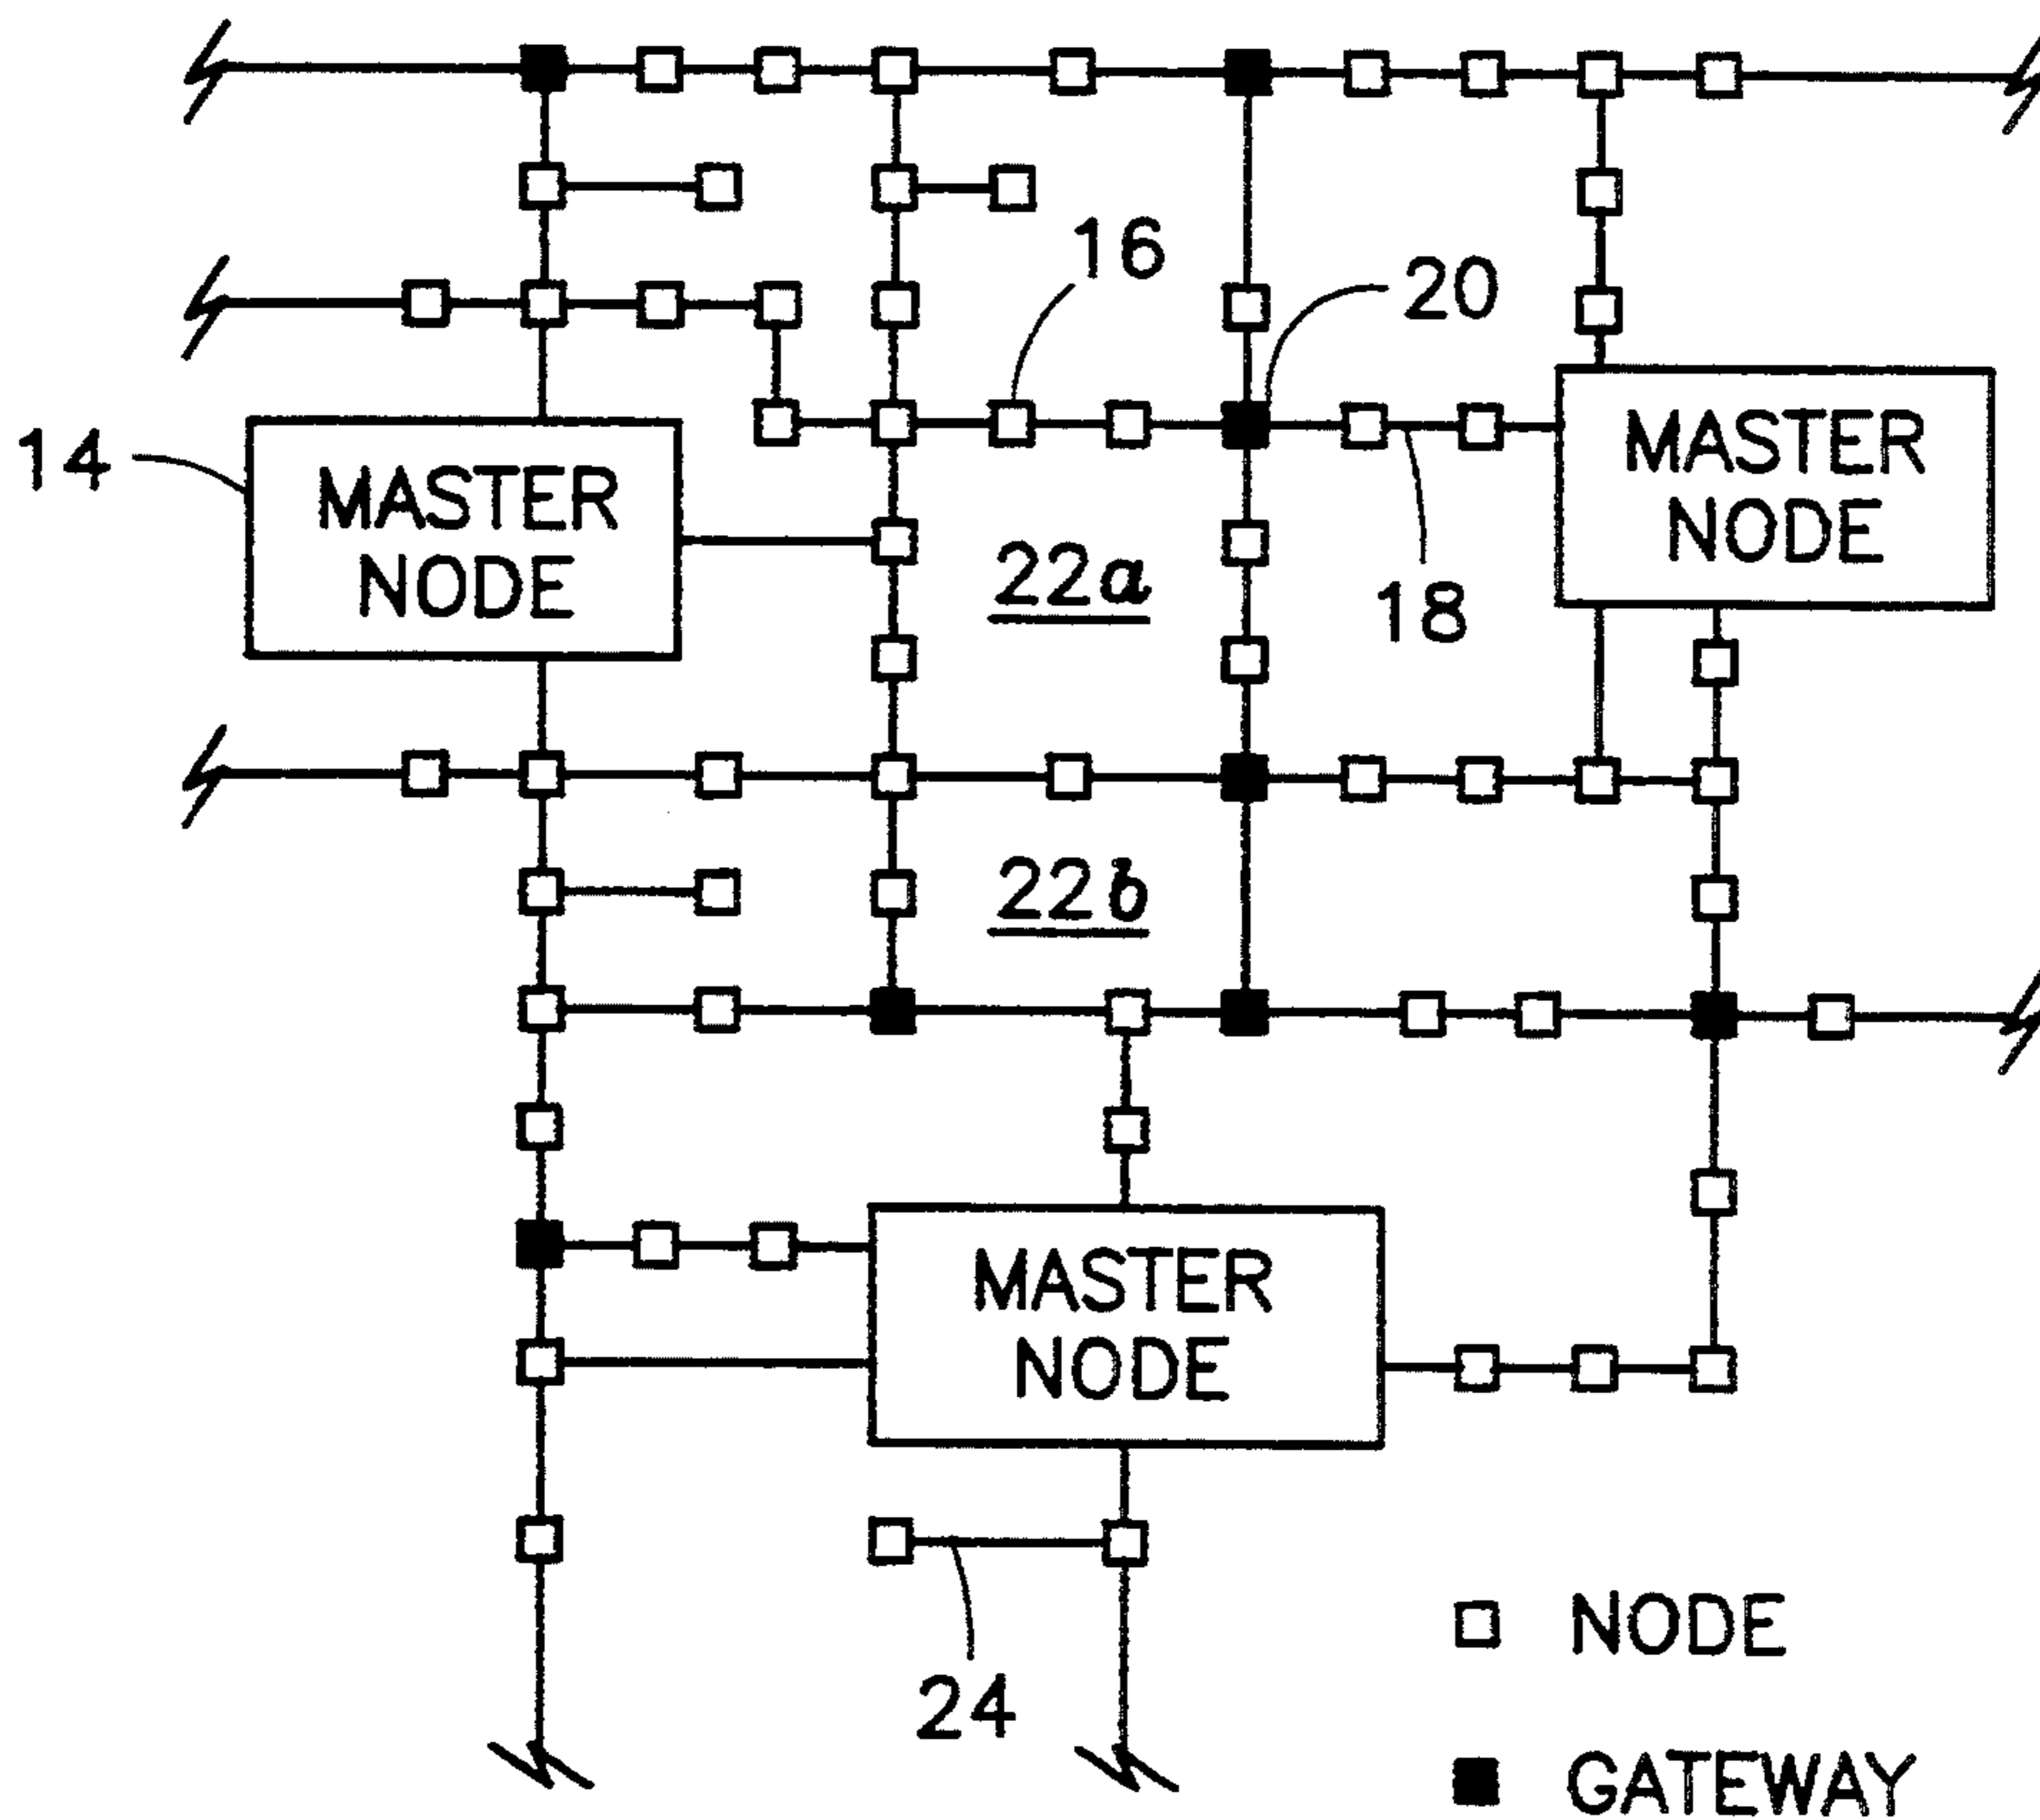 16
20
14
MASTER
NODE
MASTER
NODE
22a
18
22b
MASTER
NODE
24
NODE
GATEWAY